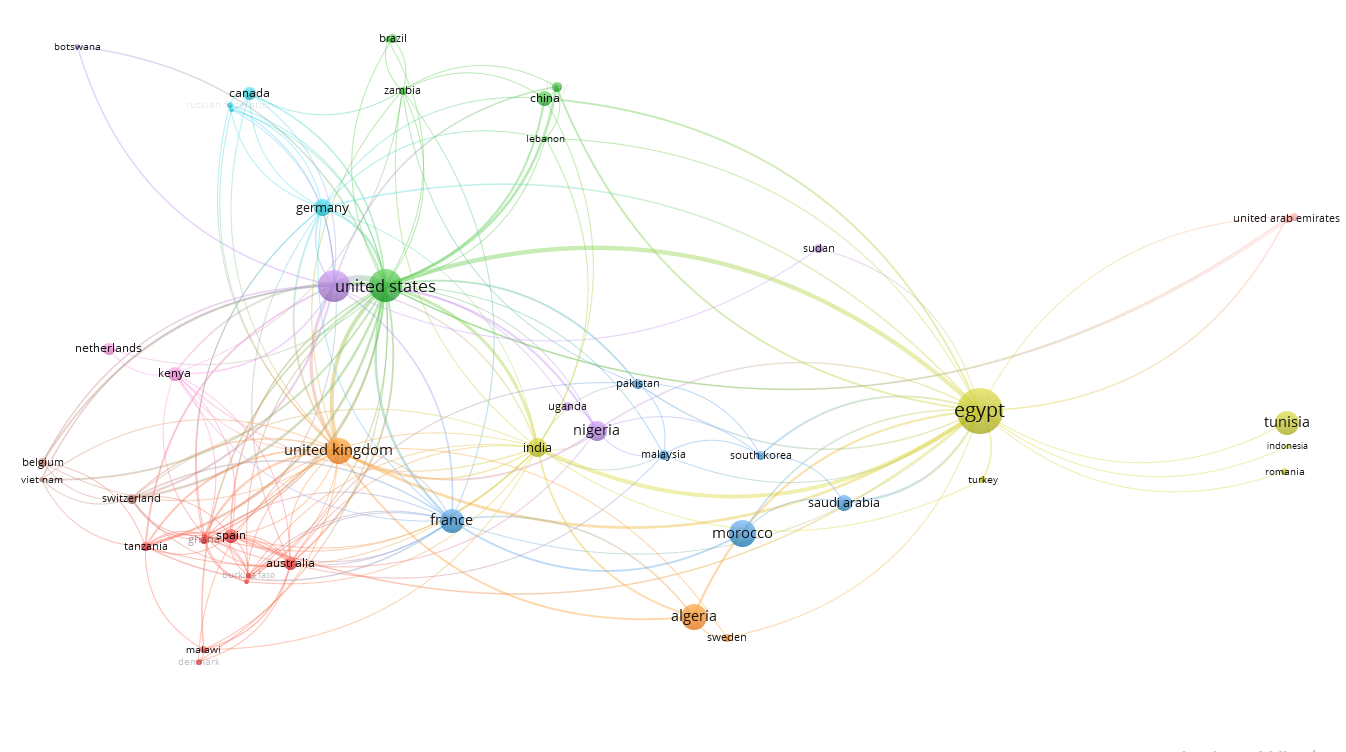 brazil
botswana
canada
zambia
china
lebanon
germany
united arab emirates
sudan
united states
netherlands
kenya
pakistan
uganda
egypt
tunisia
nigeria
indonesia
india
united kingdom
malaysia
south korea
belgium
romania
viet nam
turkey
switzerland
saudi arabia
france
morocco
spain
ghana
tanzania
australia
burkina faso
algeria
sweden
malawi
denmark